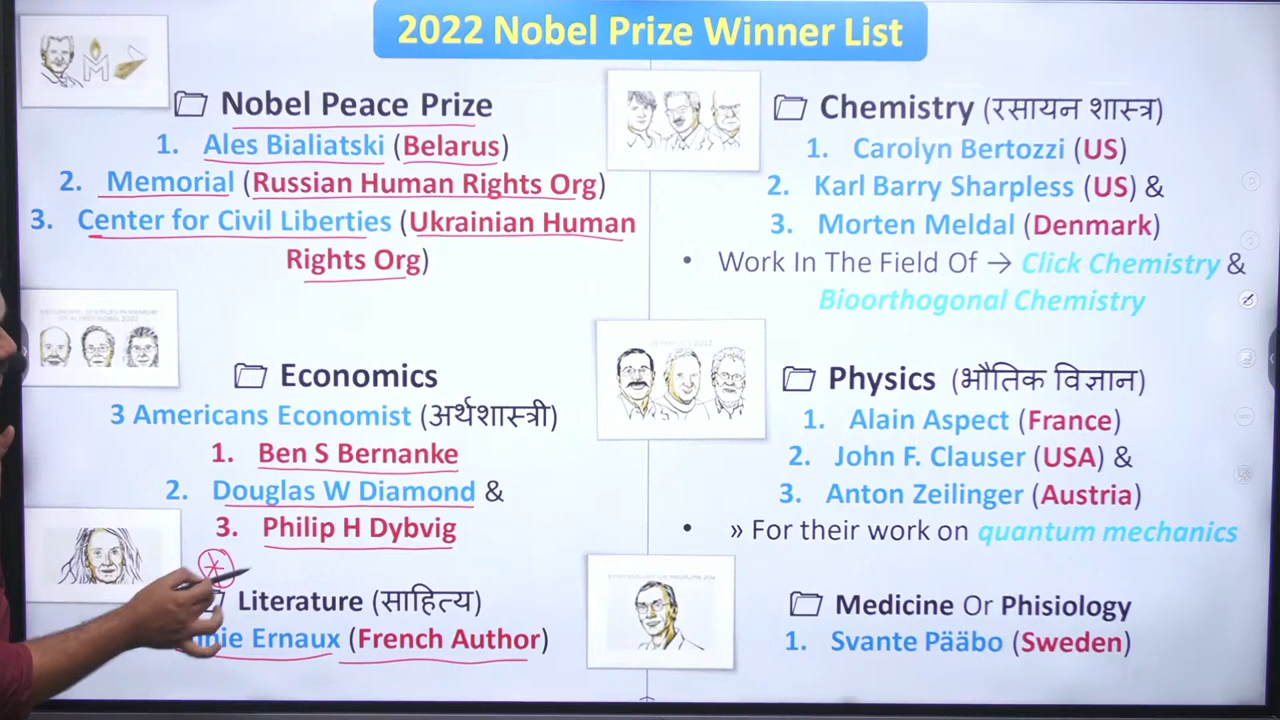 2022 Nobel Prize Winner List
M
Nobel Peace Prize
1. Ales Bialiatski (Belarus)
2. Memorial (Russian Human Rights Org)
3. Center for Civil Liberties (Ukrainian Human
Rights Org)
Economics
3 Americans Economist (अर्थशास्त्री)
1. Ben S Bernanke
2. Douglas W Diamond &
3. Philip H Dybvig
Literature (साहित्य)
Ernaux (French Author)
Chemistry (रसायन शास्त्र)
1. Carolyn Bertozzi (US)
2. Karl Barry Sharpless (US) &
3. Morten Meldal (Denmark)
• Work In The Field Of → Click Chemistry &
Bioorthogonal Chemistry
Physics (भौतिक विज्ञान)
1. Alain Aspect (France)
2. John F. Clauser (USA) &
3. Anton Zeilinger (Austria)
• » For their work on quantum mechanics
Medicine Or Phisiology
1. Svante Pääbo (Sweden)